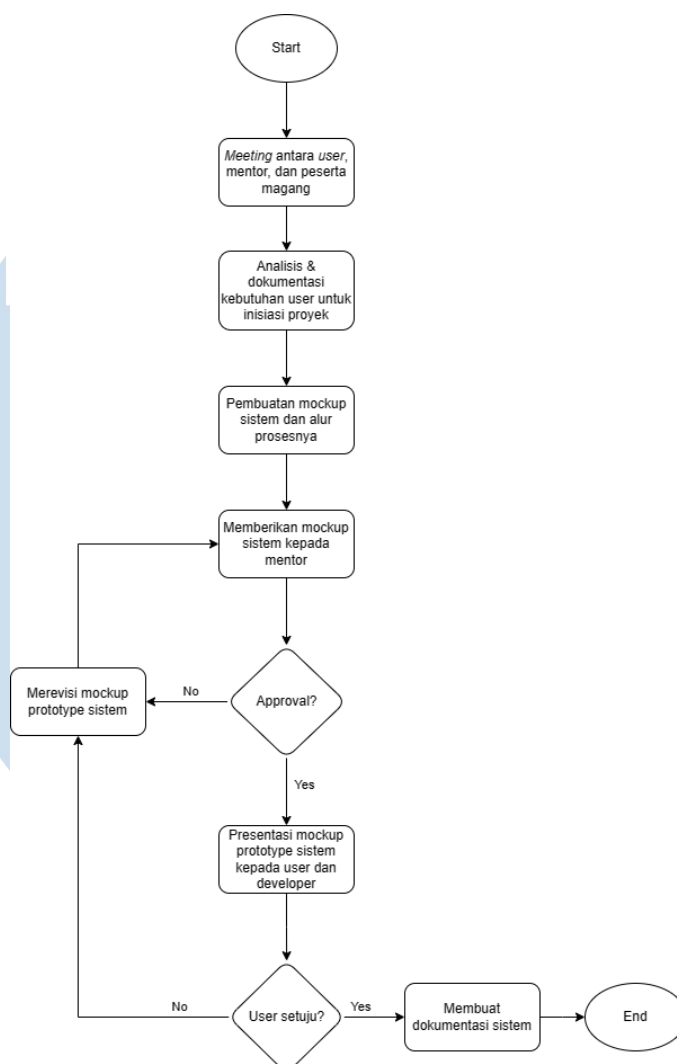 Start
Meeting antara user,
mentor, dan peserta
magang
Analisis &
dokumentasi
kebutuhan user untuk
inisiasi proyek
Pembuatan mockup
sistem dan alur
prosesnya
Memberikan mockup
sistem kepada
mentor
Merevisi mockup
prototype sistem
No
Approval?
Yes
Presentasi mockup
prototype sistem
kepada user dan
developer
No
User setuju?
Yes
Membuat
dokumentasi sistem
End